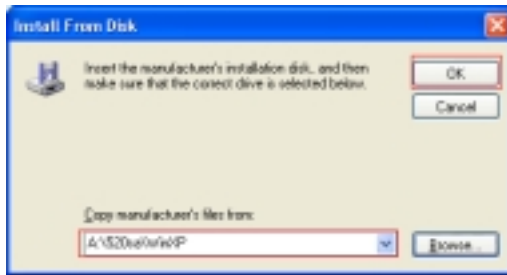 Install From Disk
Insert the manufacturer's installation disk, and then
make sure that the correct drive is selected below.
OK
Cancel
Copy manufacturer's files from:
Browse...